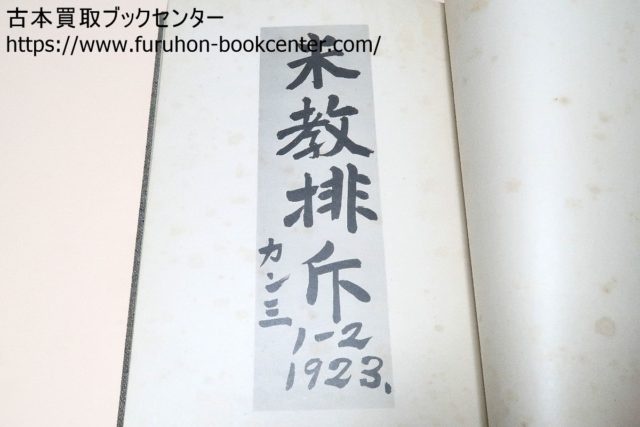 古本買取ブックセンター
https://www.furuhon-bookcenter.com/
米教排斥
カン三
1-2
1923.